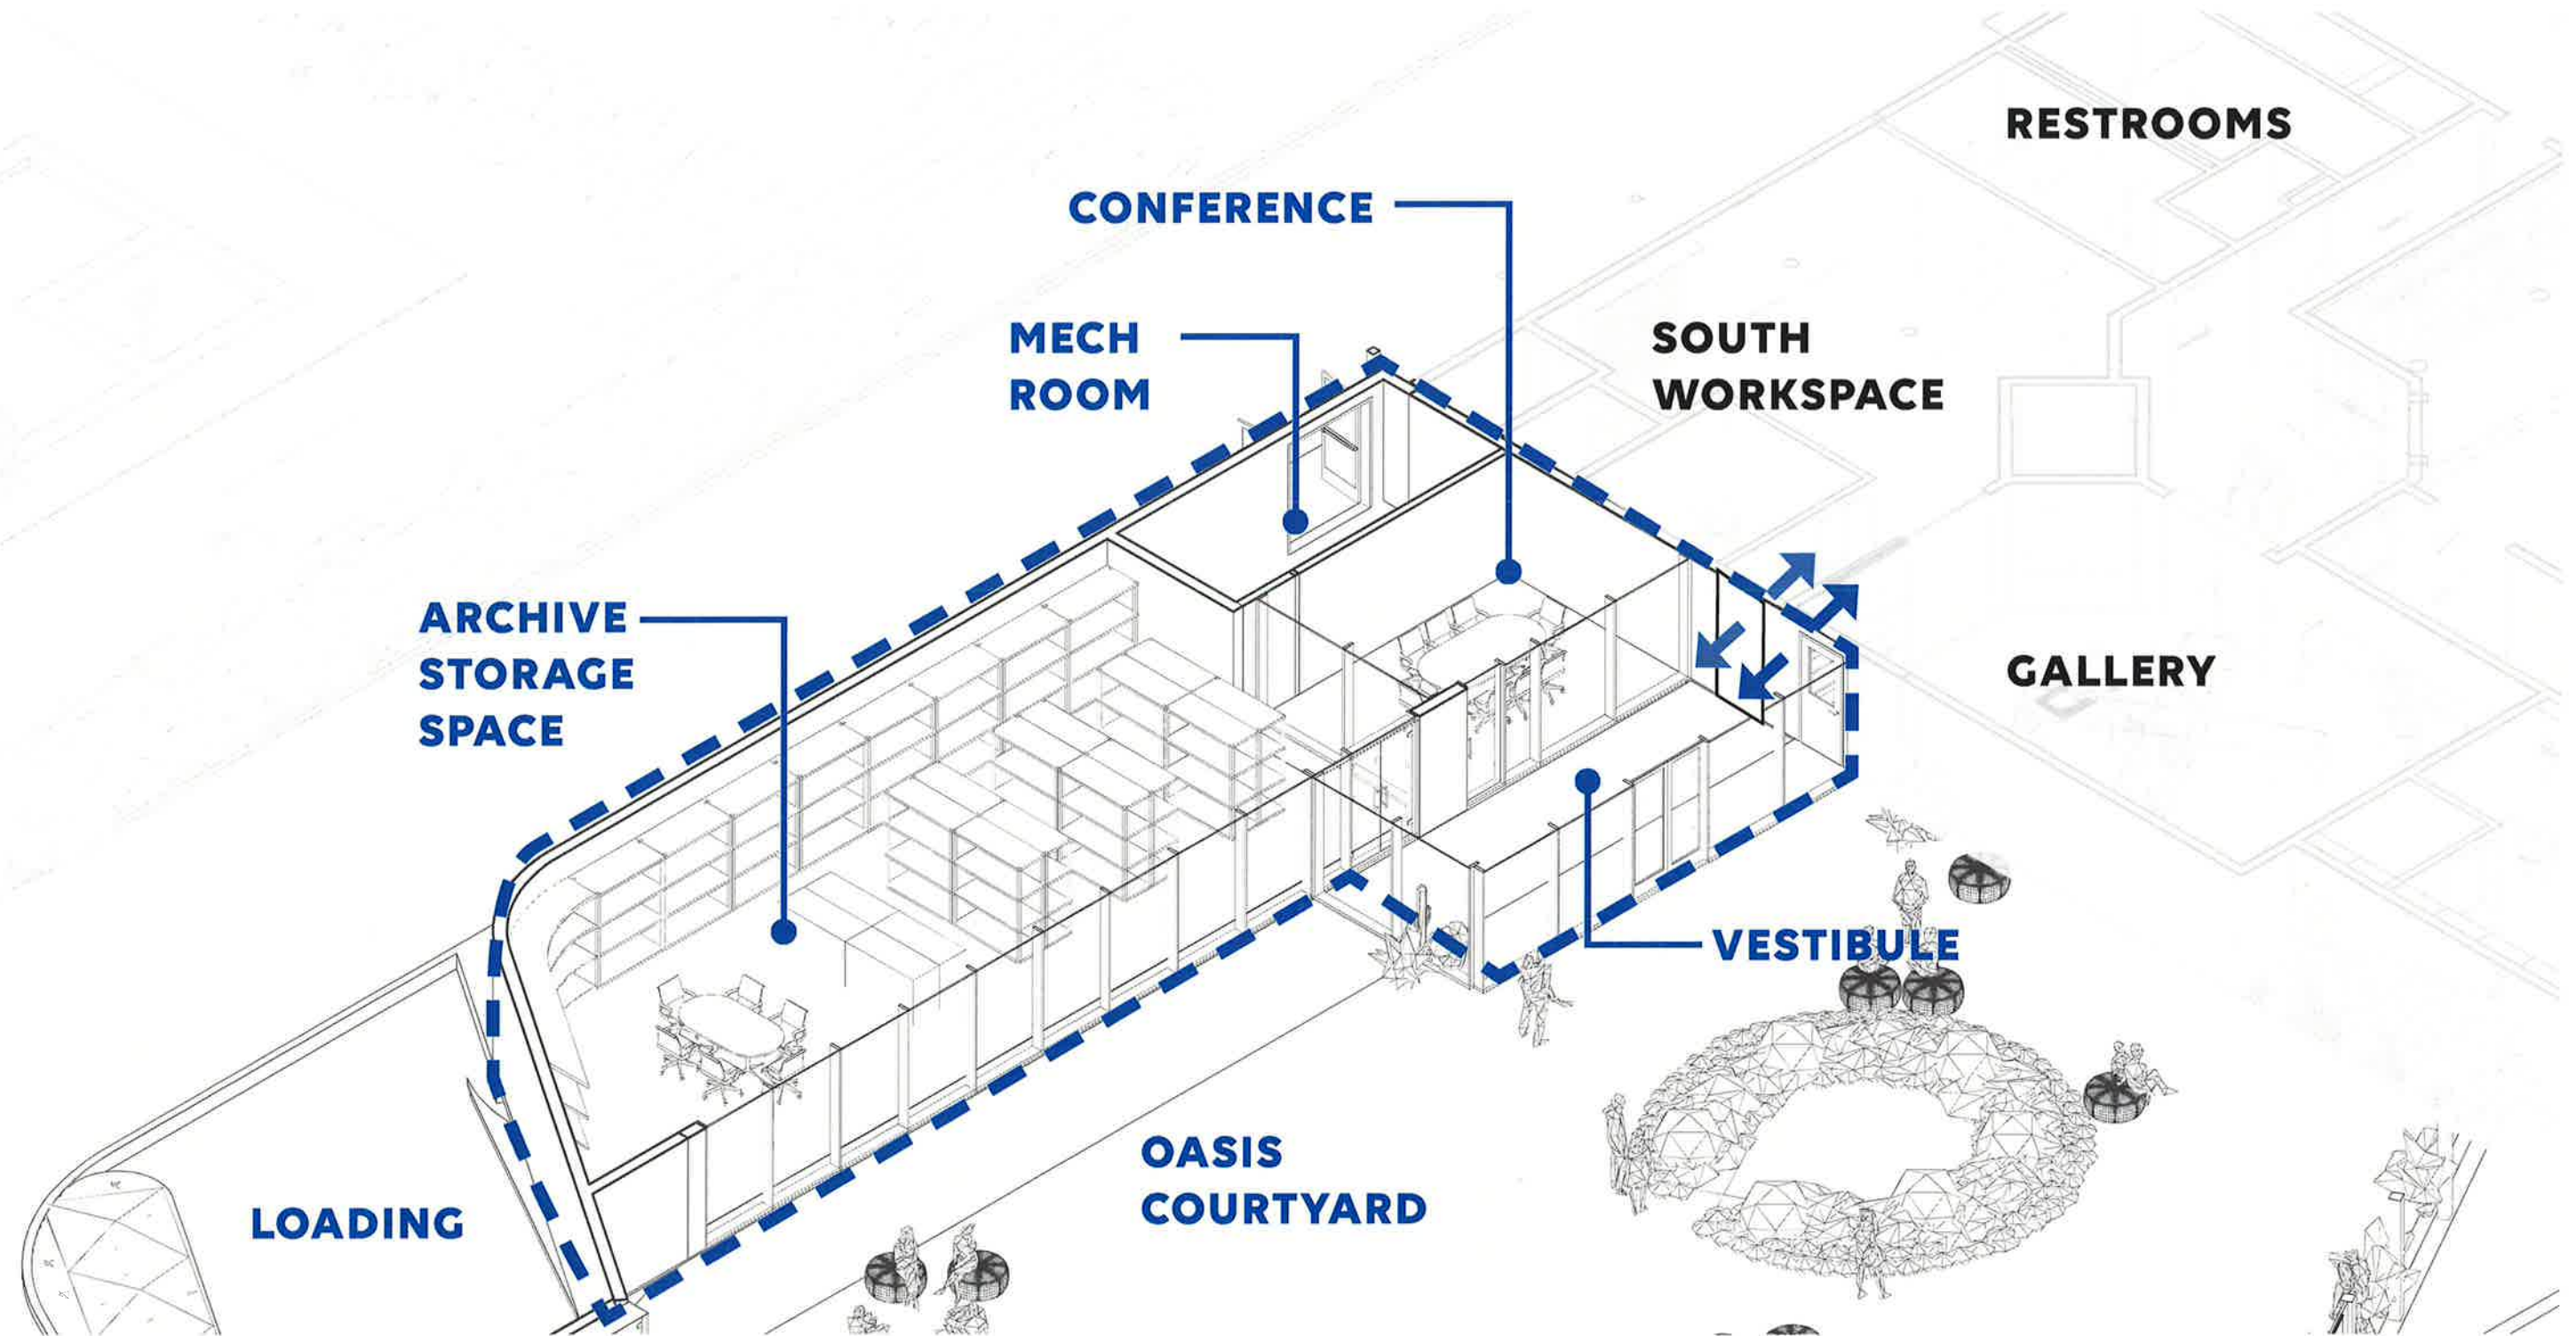 RESTROOMS
CONFERENCE
MECH
ROOM
SOUTH
WORKSPACE
ARCHIVE
STORAGE
SPACE
GALLERY
VESTIBULE
OASIS
COURTYARD
LOADING